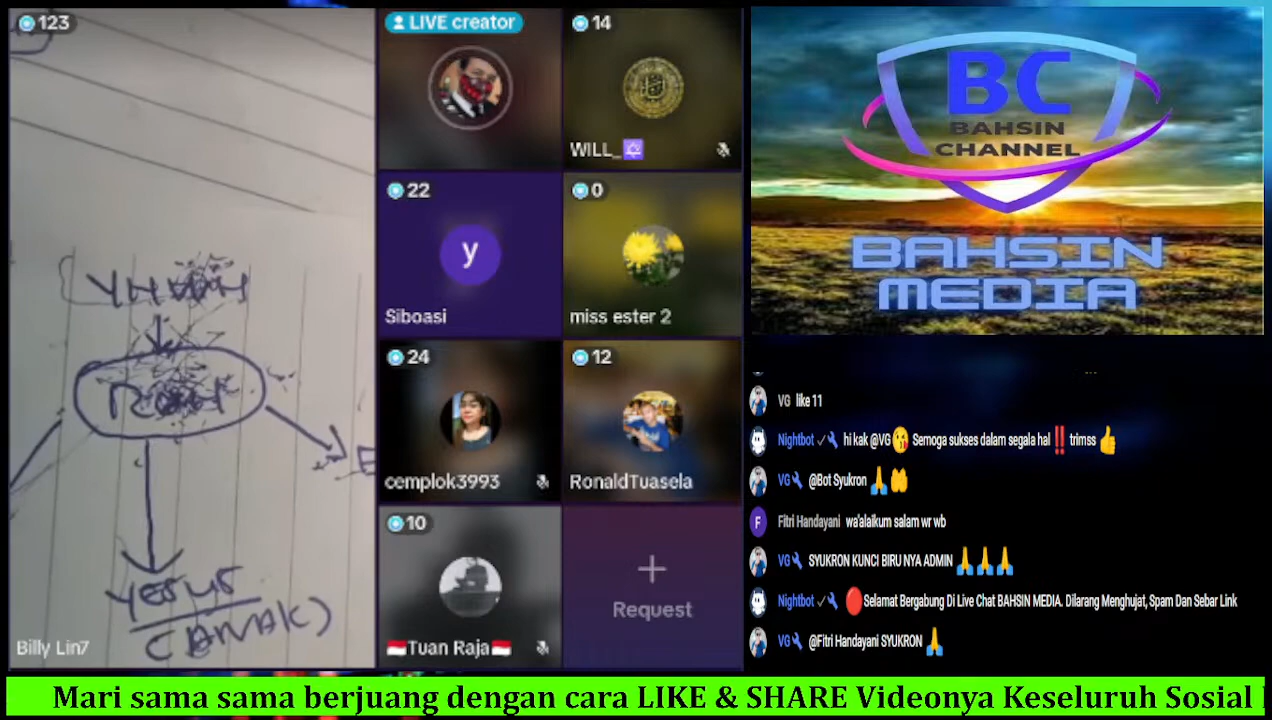 123
YESUS
(ANAK)
Billy Lin7
LIVE creator
14
WILL_
22
y
Siboasi
0
miss ester 2
24
cemplok3993
12
RonaldTuasela
10
🇮🇩Tuan Raja🇮🇩
+
Request
BC
BAHSIN
CHANNEL
BAHSIN
MEDIA
VG like 11
Nightbot ✓🔧 hi kak @VG😘 Semoga sukses dalam segala hal ‼️ trimss 👍
VG🔧 @Bot Syukron 🙏🤲
F Fitri Handayani wa'alaikum salam wr wb
VG🔧 SYUKRON KUNCI BIRU NYA ADMIN 🙏🙏🙏
Nightbot ✓🔧 🔴Selamat Bergabung Di Live Chat BAHSIN MEDIA. Dilarang Menghujat, Spam Dan Sebar Link
VG🔧 @Fitri Handayani SYUKRON 🙏
Mari sama sama berjuang dengan cara LIKE & SHARE Videonya Keseluruh Sosial